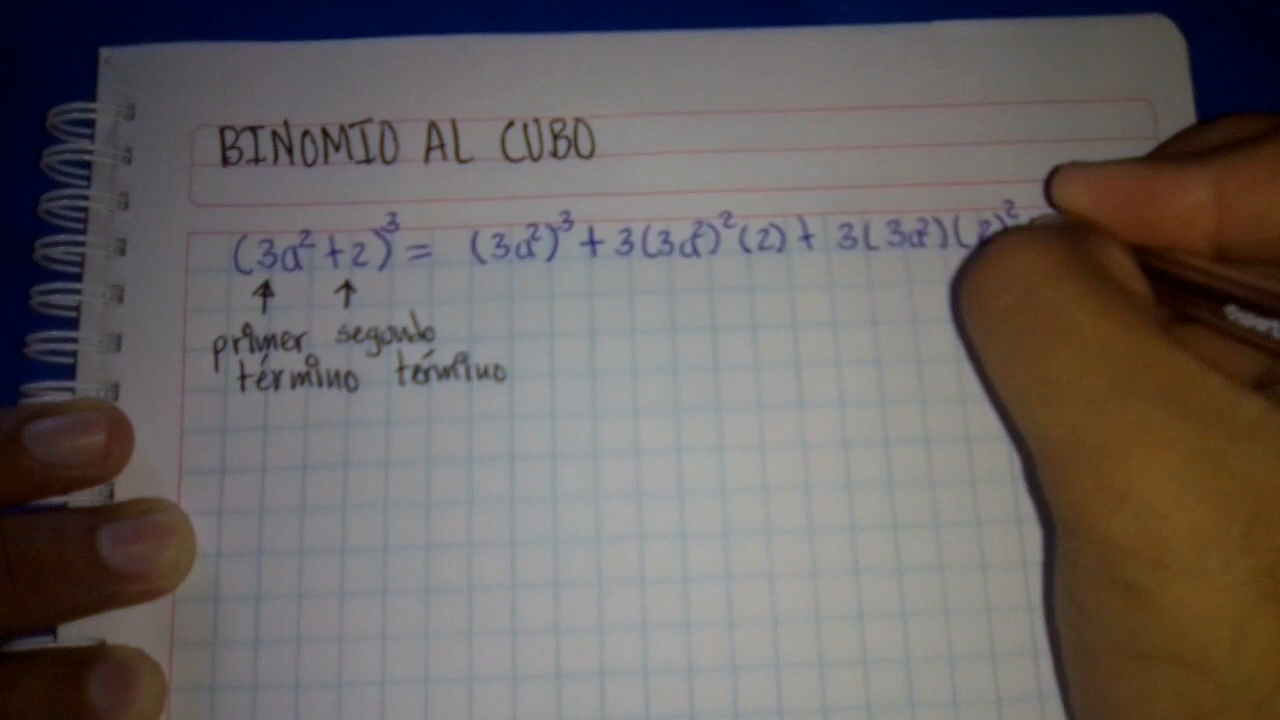 BINOMIO AL CUBO
(3a²+2)³= (3a²)³+3(3a²)²(2)+ 3(3a²)(2)²
primer segundo
término término